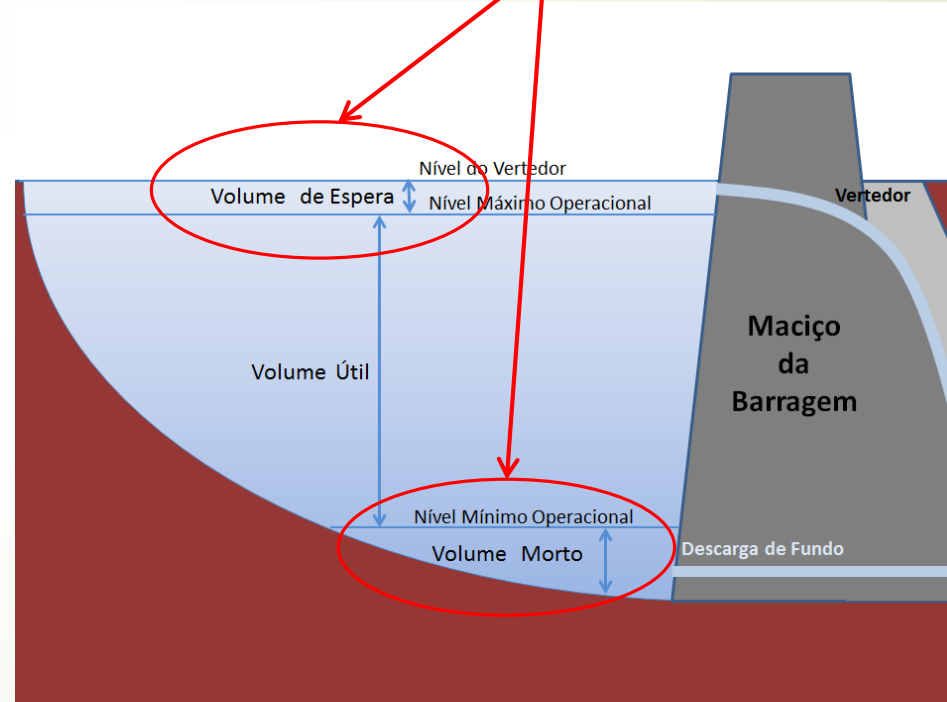 Nível do Vertedor
Volume de Espera
Nível Máximo Operacional
Vertedor
Maciço
da
Barragem
Volume Útil
Nível Mínimo Operacional
Volume Morto
Descarga de Fundo